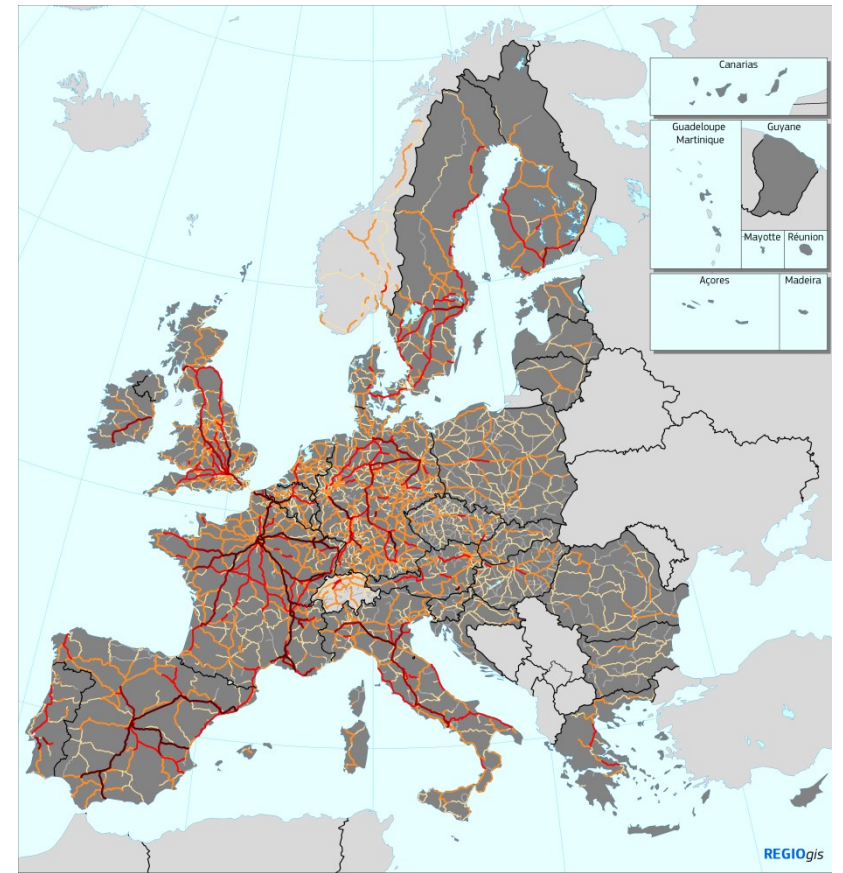 Canarias
Guadeloupe
Martinique
Guyane
Mayotte
Réunion
Açores
Madeira
REGIOgis